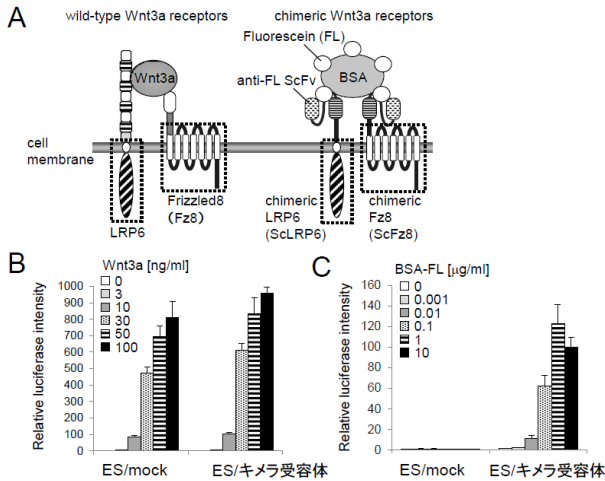 A
wild-type Wnt3a receptors
chimeric Wnt3a receptors
Fluorescein (FL)
Wnt3a
BSA
anti-FL ScFv
cell
membrane
LRP6
Frizzled8
(Fz8)
chimeric
LRP6
(ScLRP6)
chimeric
Fz8
(ScFz8)
B
Wnt3a [ng/ml]
0
3
10
30
50
100
Relative luciferase intensity
1000
900
800
700
600
500
400
300
200
100
0
ES/mock
ES/キメラ受容体
C
BSA-FL [μg/ml]
0
0.001
0.01
0.1
1
10
Relative luciferase intensity
160
140
120
100
80
60
40
20
0
ES/mock
ES/キメラ受容体